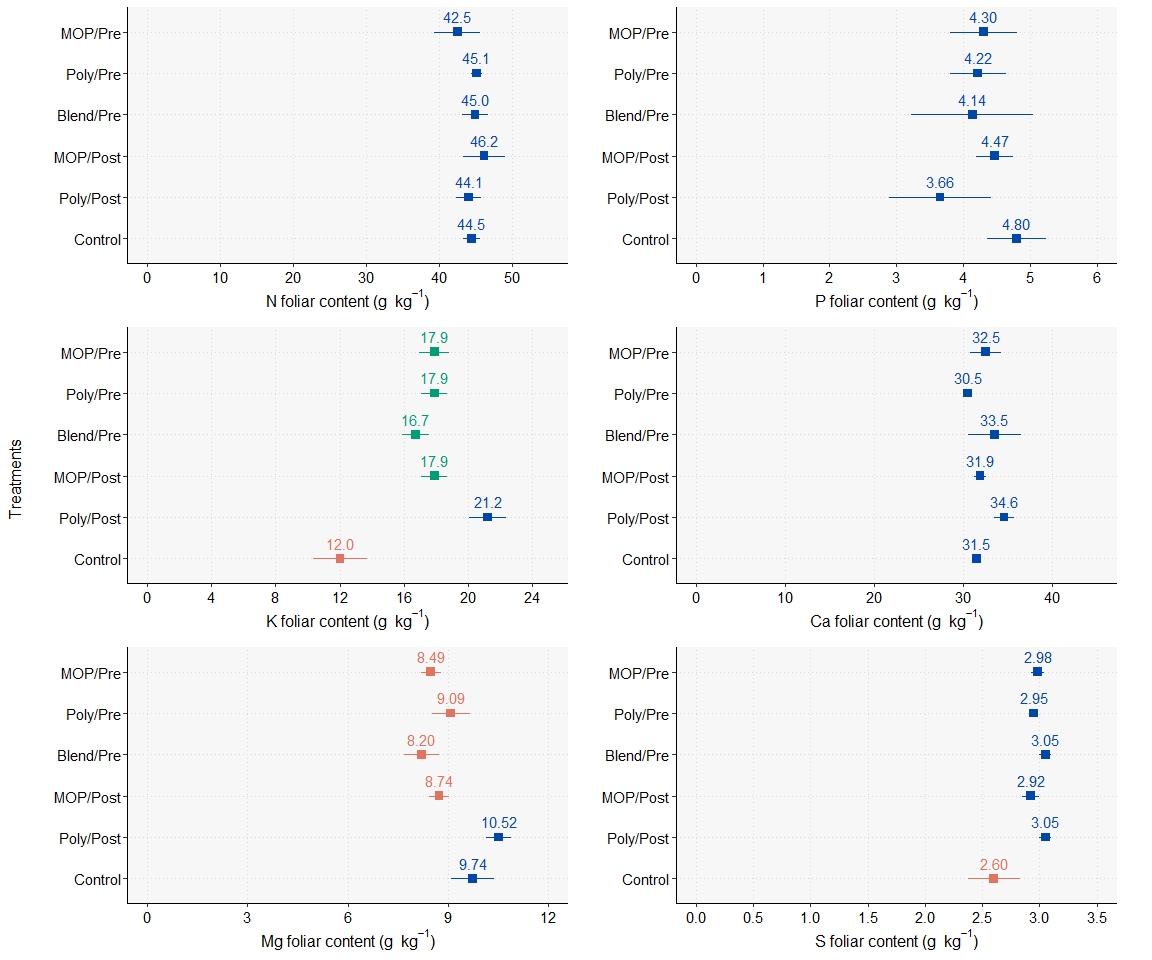 MOP/Pre
Poly/Pre
Blend/Pre
MOP/Post
Poly/Post
Control
42.5
45.1
45.0
46.2
44.1
44.5
0 10 20 30 40 50
N foliar content (g kg⁻¹)
MOP/Pre
Poly/Pre
Blend/Pre
MOP/Post
Poly/Post
Control
4.30
4.22
4.14
4.47
3.66
4.80
0 1 2 3 4 5 6
P foliar content (g kg⁻¹)
Treatments
MOP/Pre
Poly/Pre
Blend/Pre
MOP/Post
Poly/Post
Control
17.9
17.9
16.7
17.9
21.2
12.0
0 4 8 12 16 20 24
K foliar content (g kg⁻¹)
MOP/Pre
Poly/Pre
Blend/Pre
MOP/Post
Poly/Post
Control
32.5
30.5
33.5
31.9
34.6
31.5
0 10 20 30 40
Ca foliar content (g kg⁻¹)
MOP/Pre
Poly/Pre
Blend/Pre
MOP/Post
Poly/Post
Control
8.49
9.09
8.20
8.74
10.52
9.74
0 3 6 9 12
Mg foliar content (g kg⁻¹)
MOP/Pre
Poly/Pre
Blend/Pre
MOP/Post
Poly/Post
Control
2.98
2.95
3.05
2.92
3.05
2.60
0.0 0.5 1.0 1.5 2.0 2.5 3.0 3.5
S foliar content (g kg⁻¹)